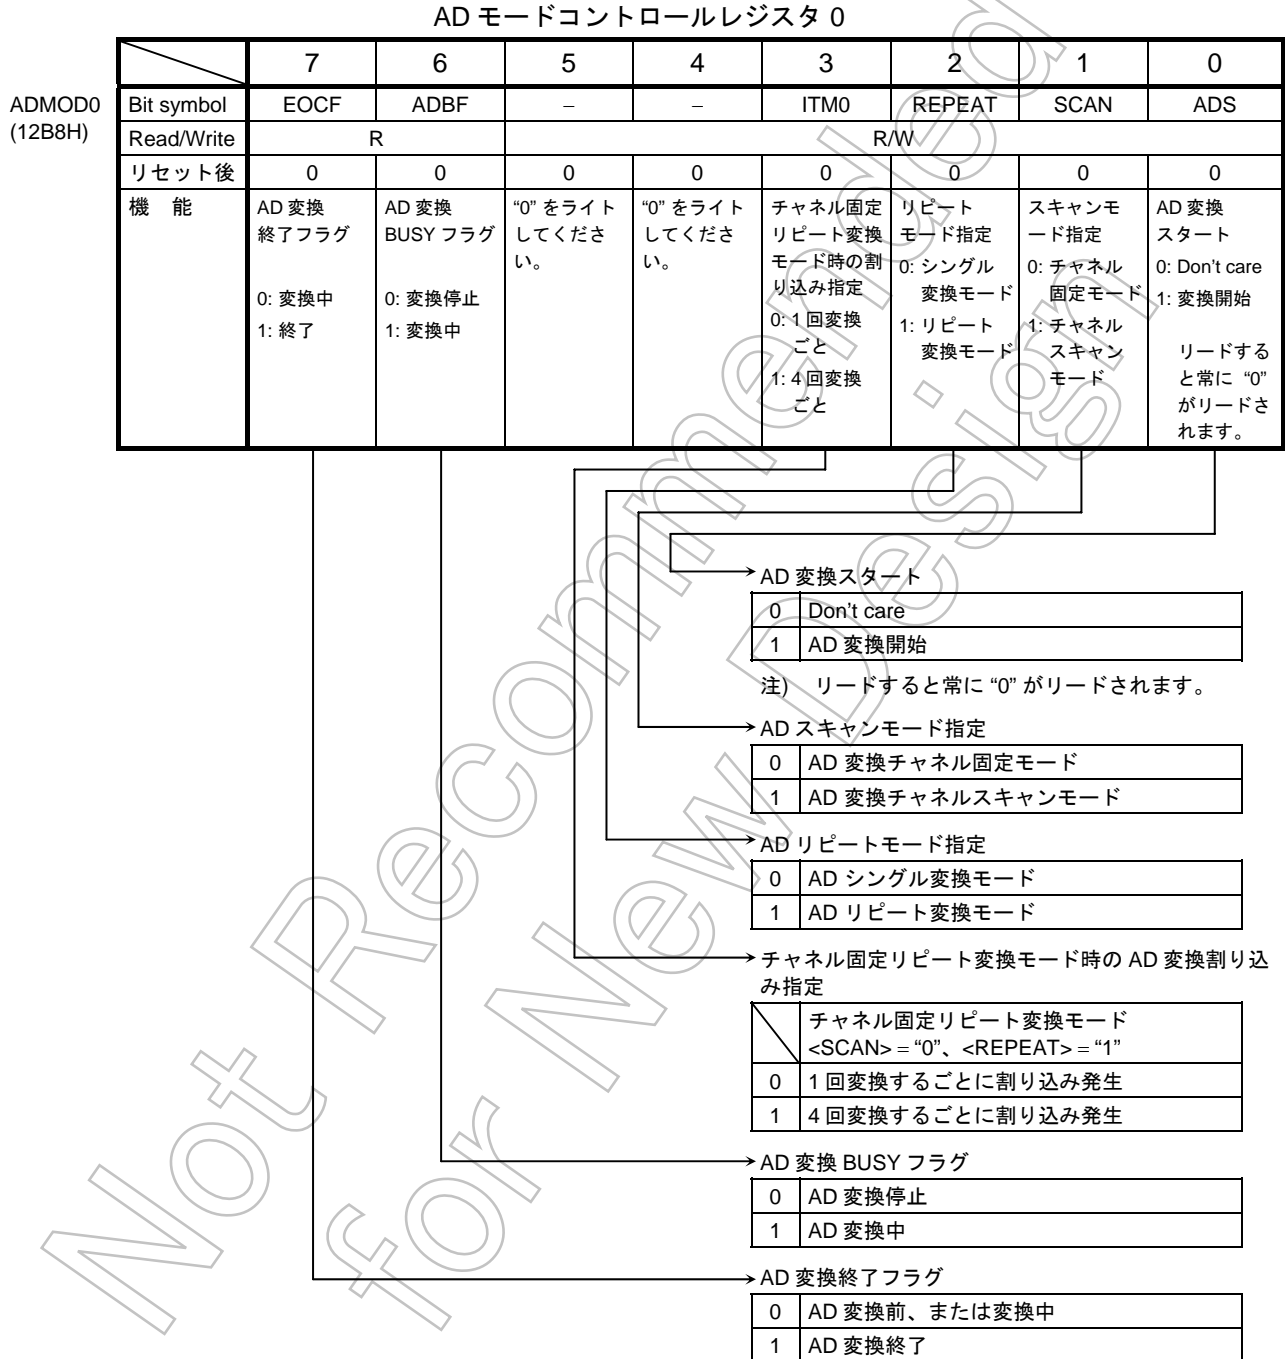 AD モードコントロールレジスタ 0
7 6 5 4 3 2 1 0
ADMOD0
(12B8H)
Bit symbol EOCF ADBF − − ITM0 REPEAT SCAN ADS
Read/Write R R/W
リセット後 0 0 0 0 0 0 0 0
機 能
AD 変換
終了フラグ
0: 変換中
1: 終了
AD 変換
BUSY フラグ
0: 変換停止
1: 変換中
“0” をライト
してくださ
い。
“0” をライト
してくださ
い。
チャネル固定
リピート変換
モード時の割
り込み指定
0: 1 回変換
ごと
1: 4 回変換
ごと
リピート
モード指定
0: シングル
変換モード
1: リピート
変換モード
スキャンモ
ード指定
0: チャネル
固定モード
1: チャネル
スキャン
モード
AD 変換
スタート
0: Don't care
1: 変換開始
リードする
と常に “0”
がリードさ
れます。
AD 変換スタート
0 Don't care
1 AD 変換開始
注) リードすると常に “0” がリードされます。
AD スキャンモード指定
0 AD 変換チャネル固定モード
1 AD 変換チャネルスキャンモード
AD リピートモード指定
0 AD シングル変換モード
1 AD リピート変換モード
チャネル固定リピート変換モード時の AD 変換割り込
み指定
チャネル固定リピート変換モード
<SCAN> = “0”、<REPEAT> = “1”
0 1 回変換するごとに割り込み発生
1 4 回変換するごとに割り込み発生
AD 変換 BUSY フラグ
0 AD 変換停止
1 AD 変換中
AD 変換終了フラグ
0 AD 変換前、または変換中
1 AD 変換終了
Not Recommended
for New Design